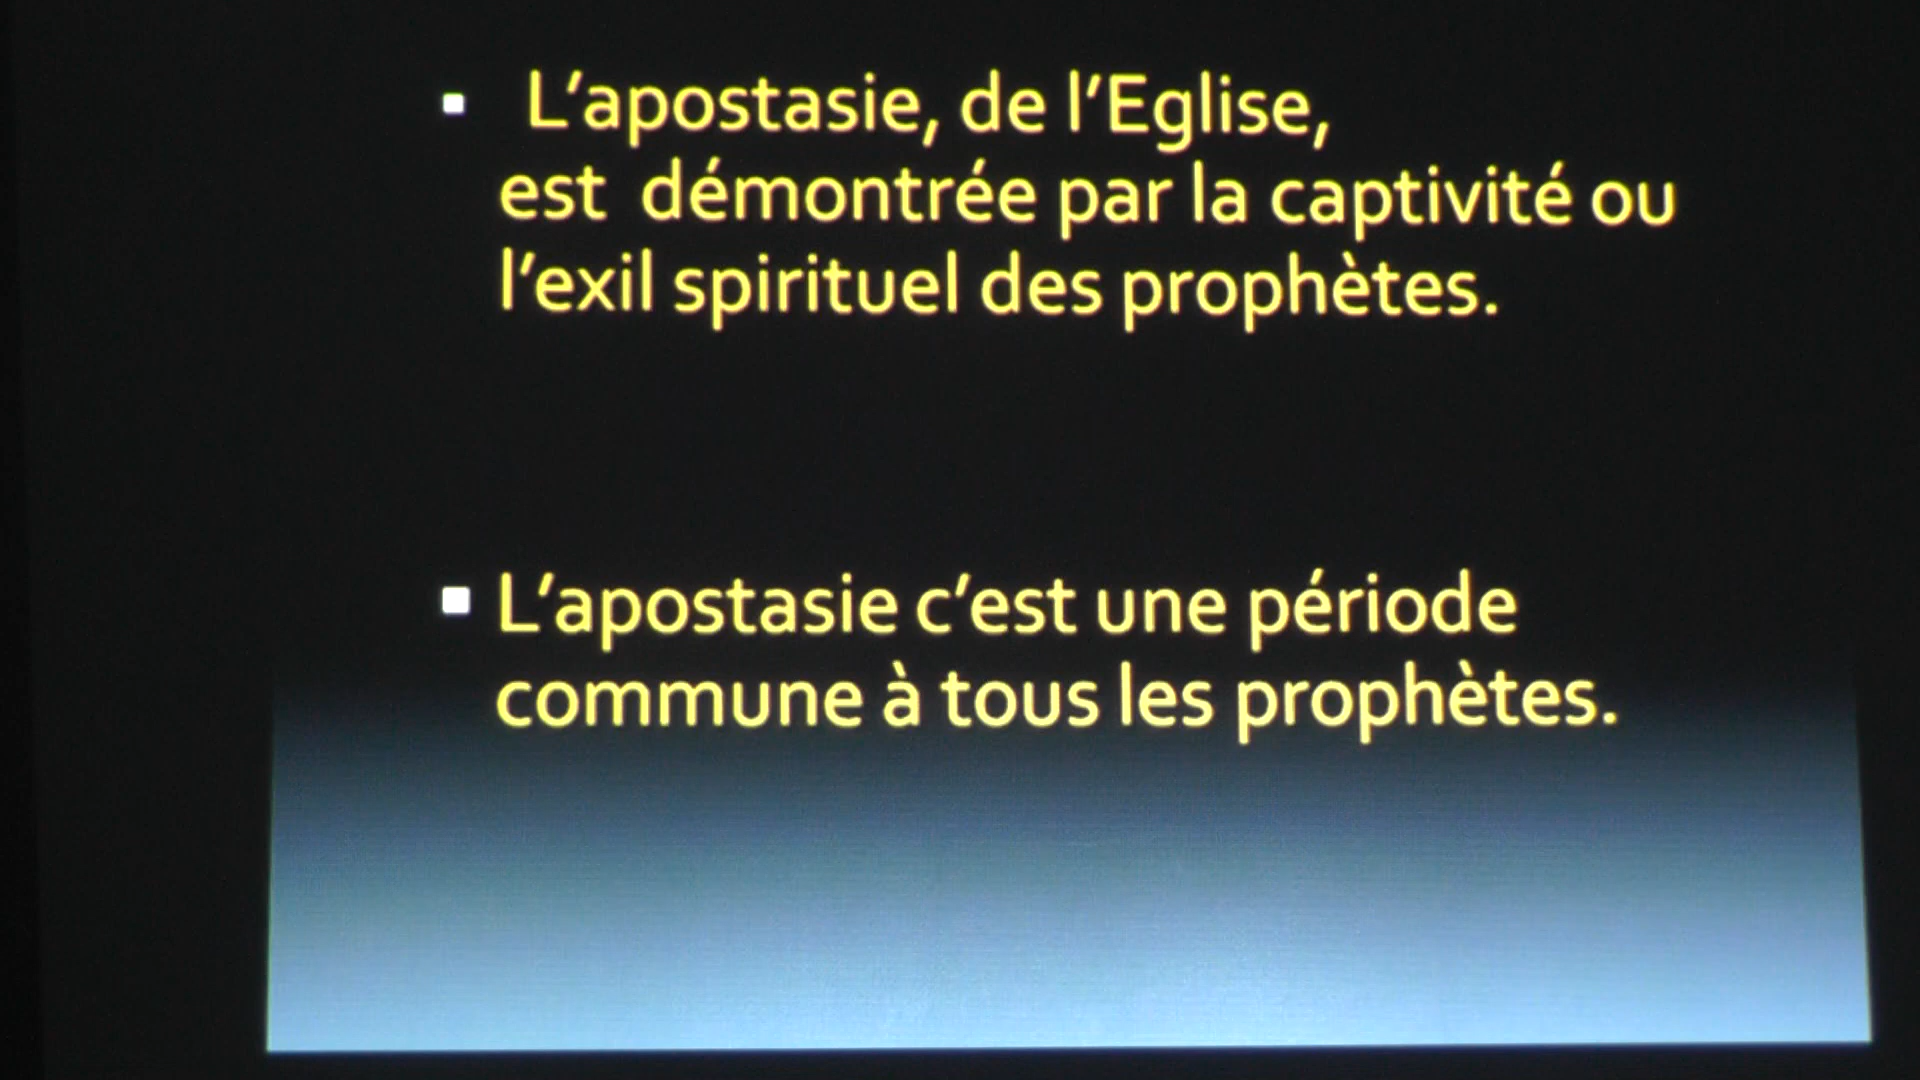 ▪ L'apostasie, de l'Eglise,
est démontrée par la captivité ou
l'exil spirituel des prophètes.
▪ L'apostasie c'est une période
commune à tous les prophètes.